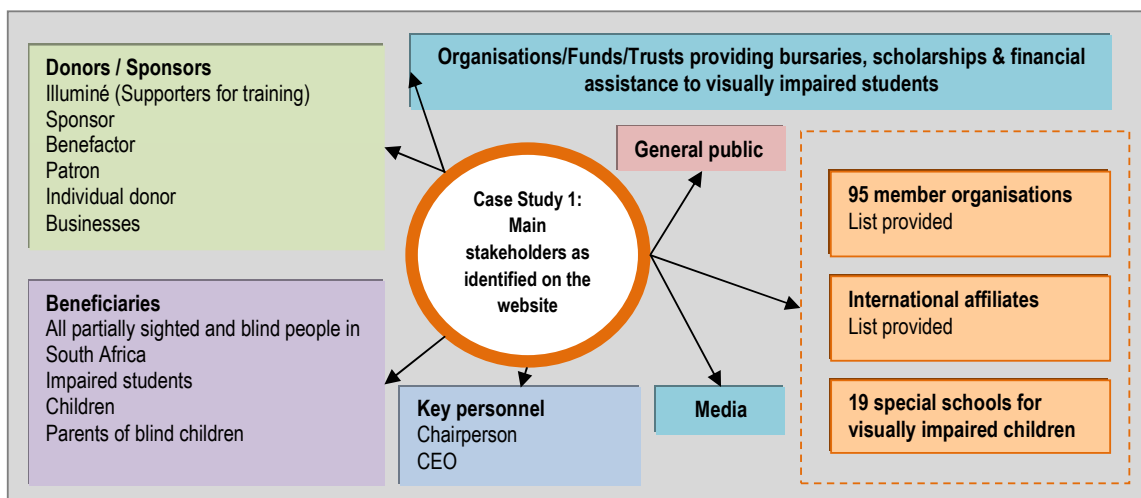 Donors / Sponsors
Illuminé (Supporters for training)
Sponsor
Benefactor
Patron
Individual donor
Businesses
Organisations/Funds/Trusts providing bursaries, scholarships & financial
assistance to visually impaired students
General public
Case Study 1:
Main
stakeholders as
identified on the
website
95 member organisations
List provided
International affiliates
List provided
19 special schools for
visually impaired children
Beneficiaries
All partially sighted and blind people in
South Africa
Impaired students
Children
Parents of blind children
Key personnel
Chairperson
CEO
Media